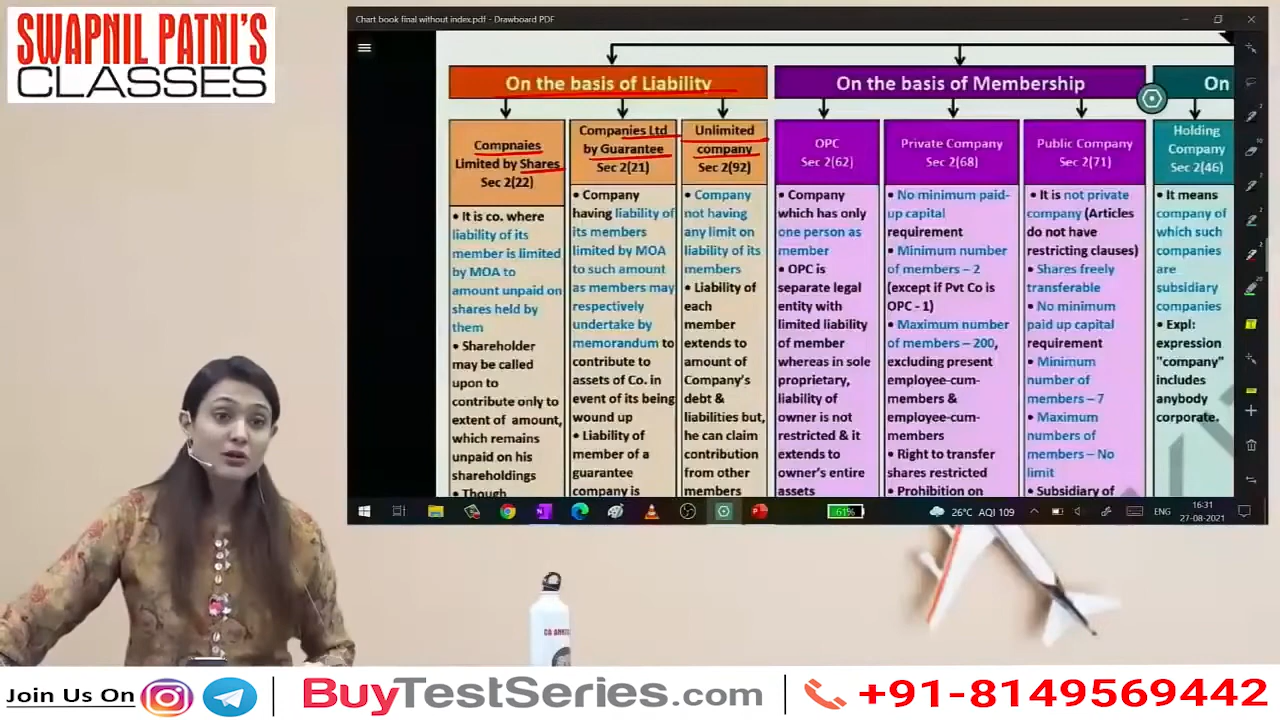 SWAPNIL PATNI'S
CLASSES
Chart book final without index.pdf - Drawboard PDF
On the basis of Liability
On the basis of Membership
On
Compnaies
Limited by Shares
Sec 2(22)
• It is co. where
liability of its
member is limited
by MOA to
amount unpaid on
shares held by
them
• Shareholder
may be called
upon to
contribute only to
extent of amount,
which remains
unpaid on his
shareholdings
• Though
Companies Ltd
by Guarantee
Sec 2(21)
• Company
having liability of
its members
limited by MOA
to such amount
as members may
respectively
undertake by
memorandum to
contribute to
assets of Co. in
event of its being
wound up
• Liability of
member of a
guarantee
company is
Unlimited
company
Sec 2(92)
• Company
not having
any limit on
liability of its
members
• Liability of
each
member
extends to
amount of
Company's
debt &
liabilities but,
he can claim
contribution
from other
members
OPC
Sec 2(62)
• Company
which has only
one person as
member
• OPC is
separate legal
entity with
limited liability
of member
whereas in sole
proprietary,
liability of
owner is not
restricted & it
extends to
owner's entire
assets
Private Company
Sec 2(68)
• No minimum paid-
up capital
requirement
• Minimum number
of members – 2
(except if Pvt Co is
OPC - 1)
• Maximum number
of members – 200,
excluding present
employee-cum-
members &
employee-cum-
members
• Right to transfer
shares restricted
• Prohibition on
Public Company
Sec 2(71)
• It is not private
company (Articles
do not have
restricting clauses)
• Shares freely
transferable
• No minimum
paid up capital
requirement
• Minimum
number of
members – 7
• Maximum
numbers of
members – No
limit
• Subsidiary of
Holding
Company
Sec 2(46)
• It means
company of
which such
companies
are
subsidiary
companies
• Expl:
expression
"company"
includes
anybody
corporate.
61%
26°C AQI 109
ENG
16:31
27-08-2021
Join Us On
BuyTestSeries.com
+91-8149569442